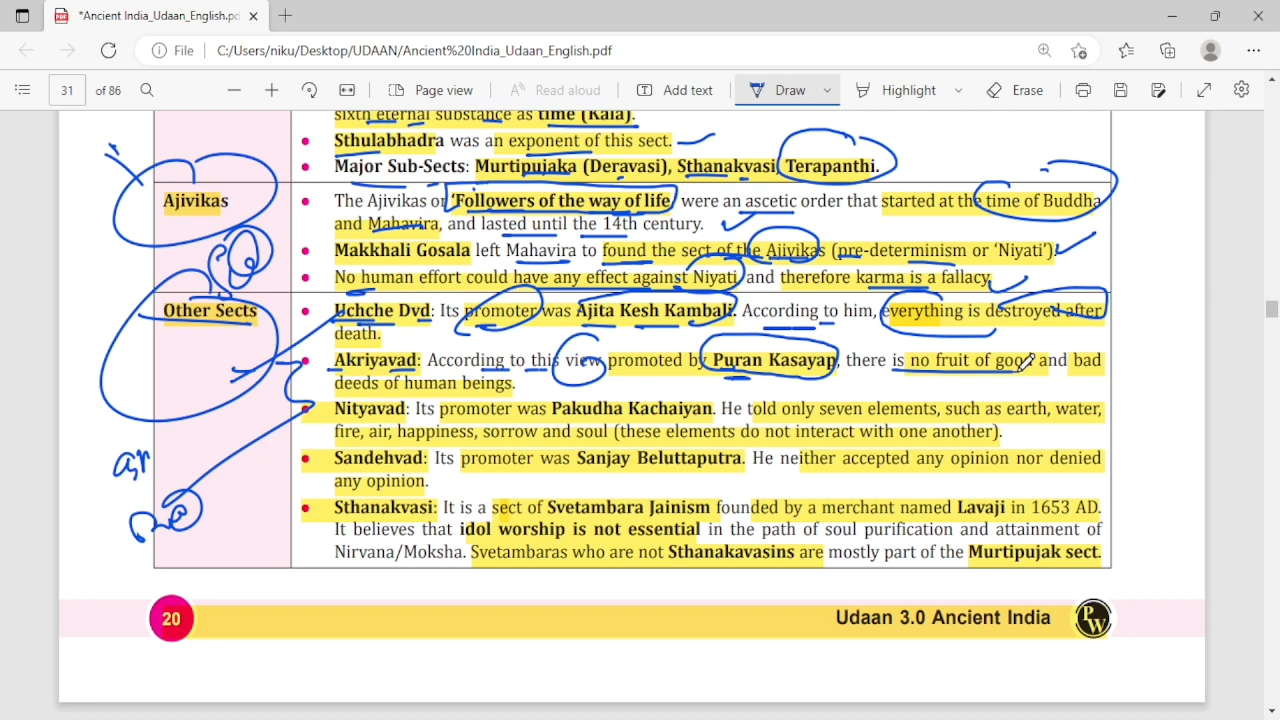 *Ancient India_Udaan_English.pd
File C:/Users/niku/Desktop/UDAAN/Ancient%20India_Udaan_English.pdf
31 of 86 Page view Read aloud Add text Draw Highlight Erase
sixth eternal substance as time (Kala).
• Sthulabhadra was an exponent of this sect.
• Major Sub-Sects: Murtipujaka (Deravasi), Sthanakvasi, Terapanthi.
Ajivikas
• The Ajivikas or 'Followers of the way of life' were an ascetic order that started at the time of Buddha
and Mahavira, and lasted until the 14th century.
• Makkhali Gosala left Mahavira to found the sect of the Ajivikas (pre-determinism or 'Niyati').
• No human effort could have any effect against Niyati and therefore karma is a fallacy.
Other Sects
• Uchche Dvd: Its promoter was Ajita Kesh Kambali. According to him, everything is destroyed after
death.
• Akriyavad: According to this view promoted by Puran Kasayap, there is no fruit of good and bad
deeds of human beings.
• Nityavad: Its promoter was Pakudha Kachaiyan. He told only seven elements, such as earth, water,
fire, air, happiness, sorrow and soul (these elements do not interact with one another).
• Sandehvad: Its promoter was Sanjay Beluttaputra. He neither accepted any opinion nor denied
any opinion.
• Sthanakvasi: It is a sect of Svetambara Jainism founded by a merchant named Lavaji in 1653 AD.
It believes that idol worship is not essential in the path of soul purification and attainment of
Nirvana/Moksha. Svetambaras who are not Sthanakavasins are mostly part of the Murtipujak sect.
20 Udaan 3.0 Ancient India PW